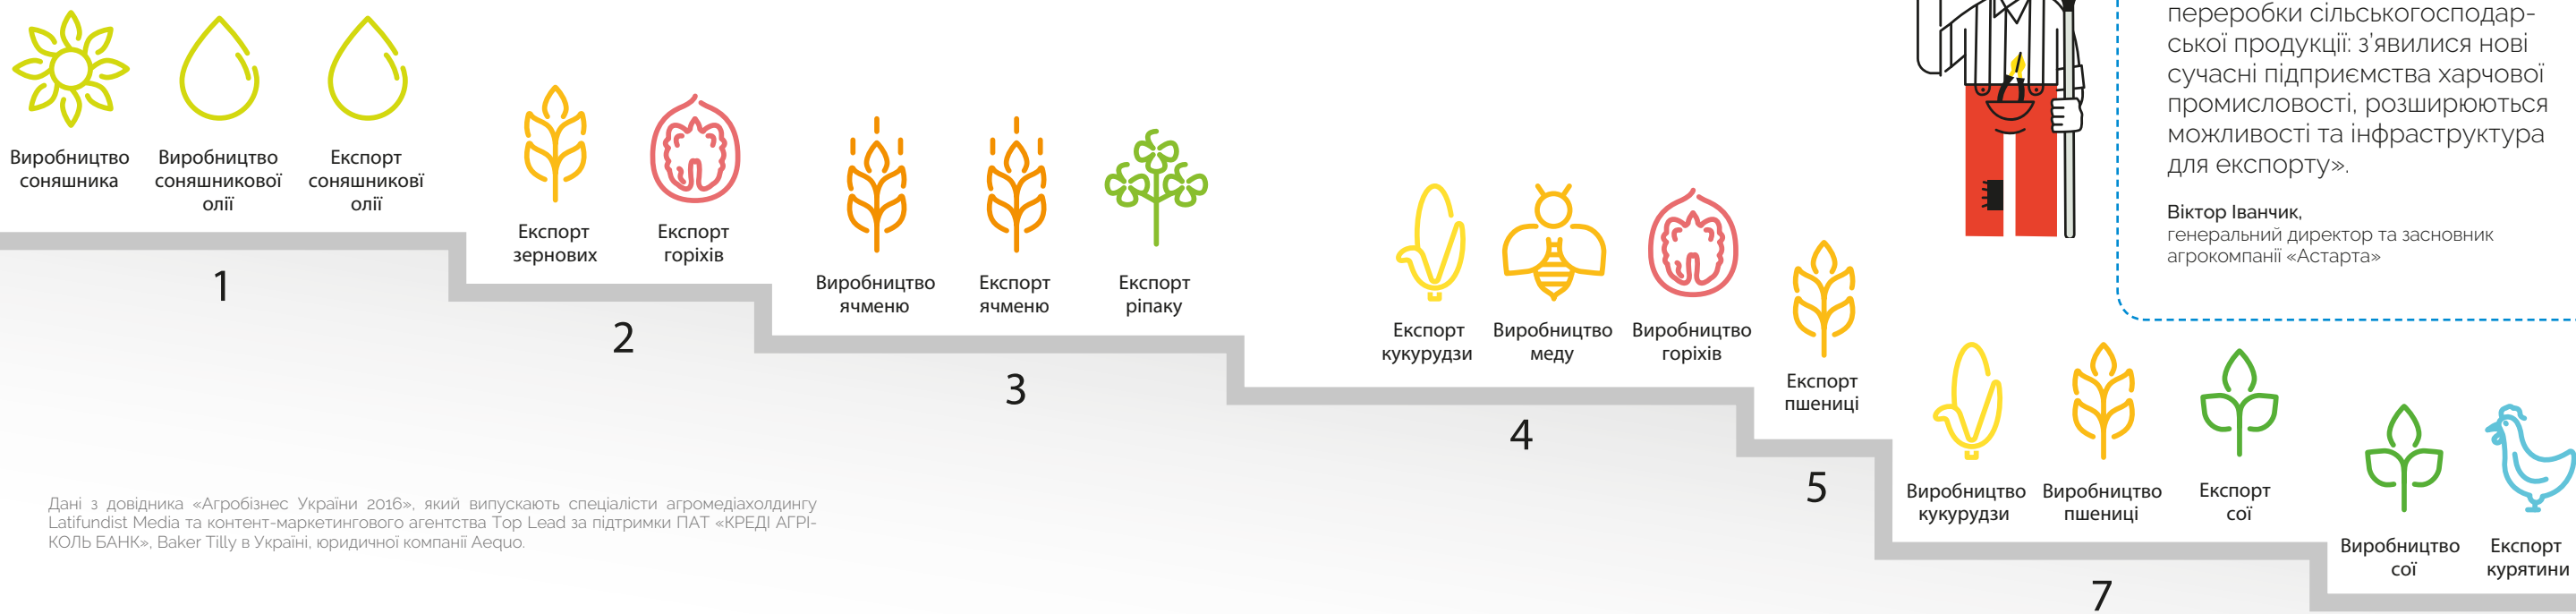 Виробництво
соняшника
Виробництво
соняшникової
олії
Експорт
соняшникові
олії
1
Експорт
зернових
Експорт
горіхів
2
Виробництво
ячменю
Експорт
ячменю
Експорт
ріпаку
3
Експорт
кукурудзи
Виробництво
меду
Виробництво
горіхів
4
Експорт
пшениці
5
Виробництво
кукурудзи
Виробництво
пшениці
Експорт
сої
7
Виробництво
сої
Експорт
курятини
переробки сільськогосподар-
ської продукції: з’явилися нові
сучасні підприємства харчової
промисловості, розширюються
можливості та інфраструктура
для експорту».
Віктор Іванчик,
генеральний директор та засновник
агрокомпанії «Астарта»
Дані з довідника «Агробізнес України 2016», який випускають спеціалісти агромедіахолдингу
Latifundist Media та контент-маркетингового агентства Top Lead за підтримки ПАТ «КРЕДІ АГРІ-
КОЛЬ БАНК», Baker Tilly в Україні, юридичної компанії Aequo.